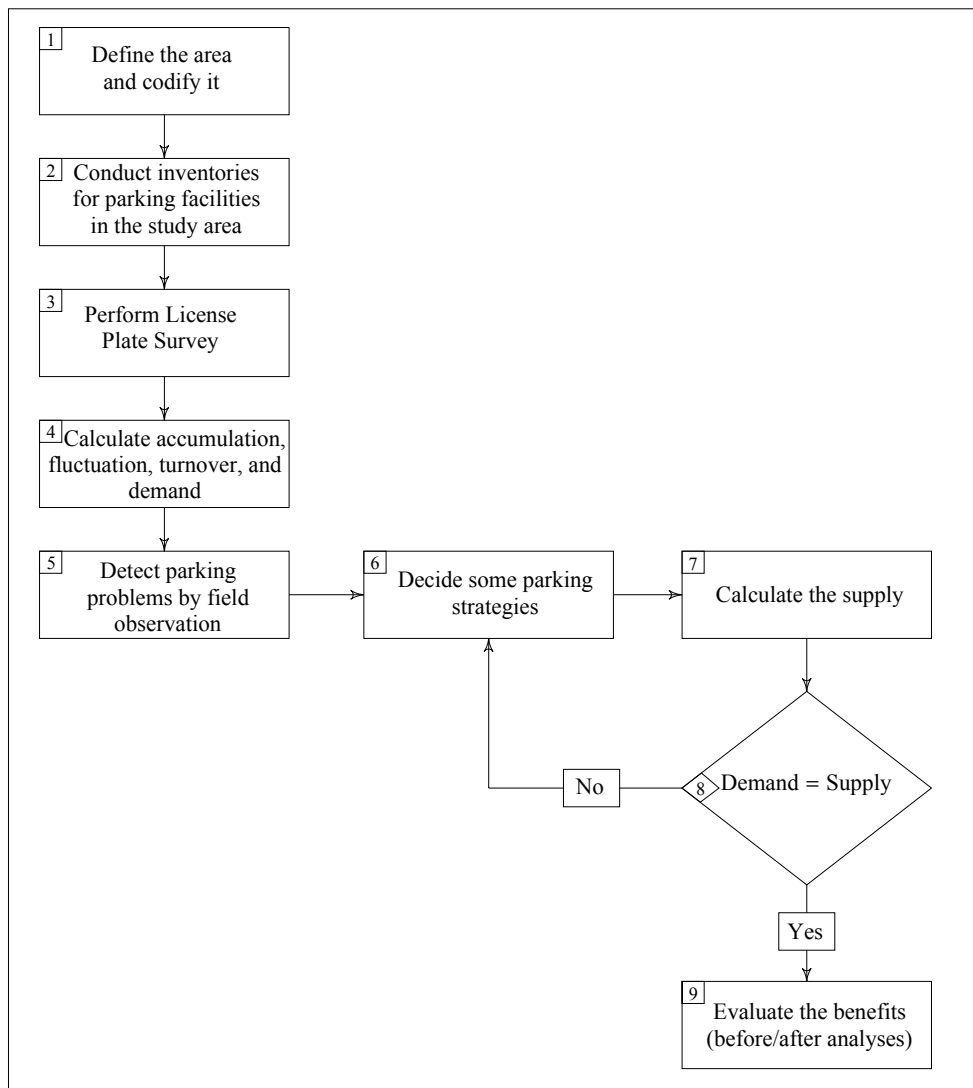 1
Define the area
and codify it
2
Conduct inventories
for parking facilities
in the study area
3
Perform License
Plate Survey
4
Calculate accumulation,
fluctuation, turnover, and
demand
5
Detect parking
problems by field
observation
6
Decide some parking
strategies
7
Calculate the supply
8
Demand = Supply
No
Yes
9
Evaluate the benefits
(before/after analyses)